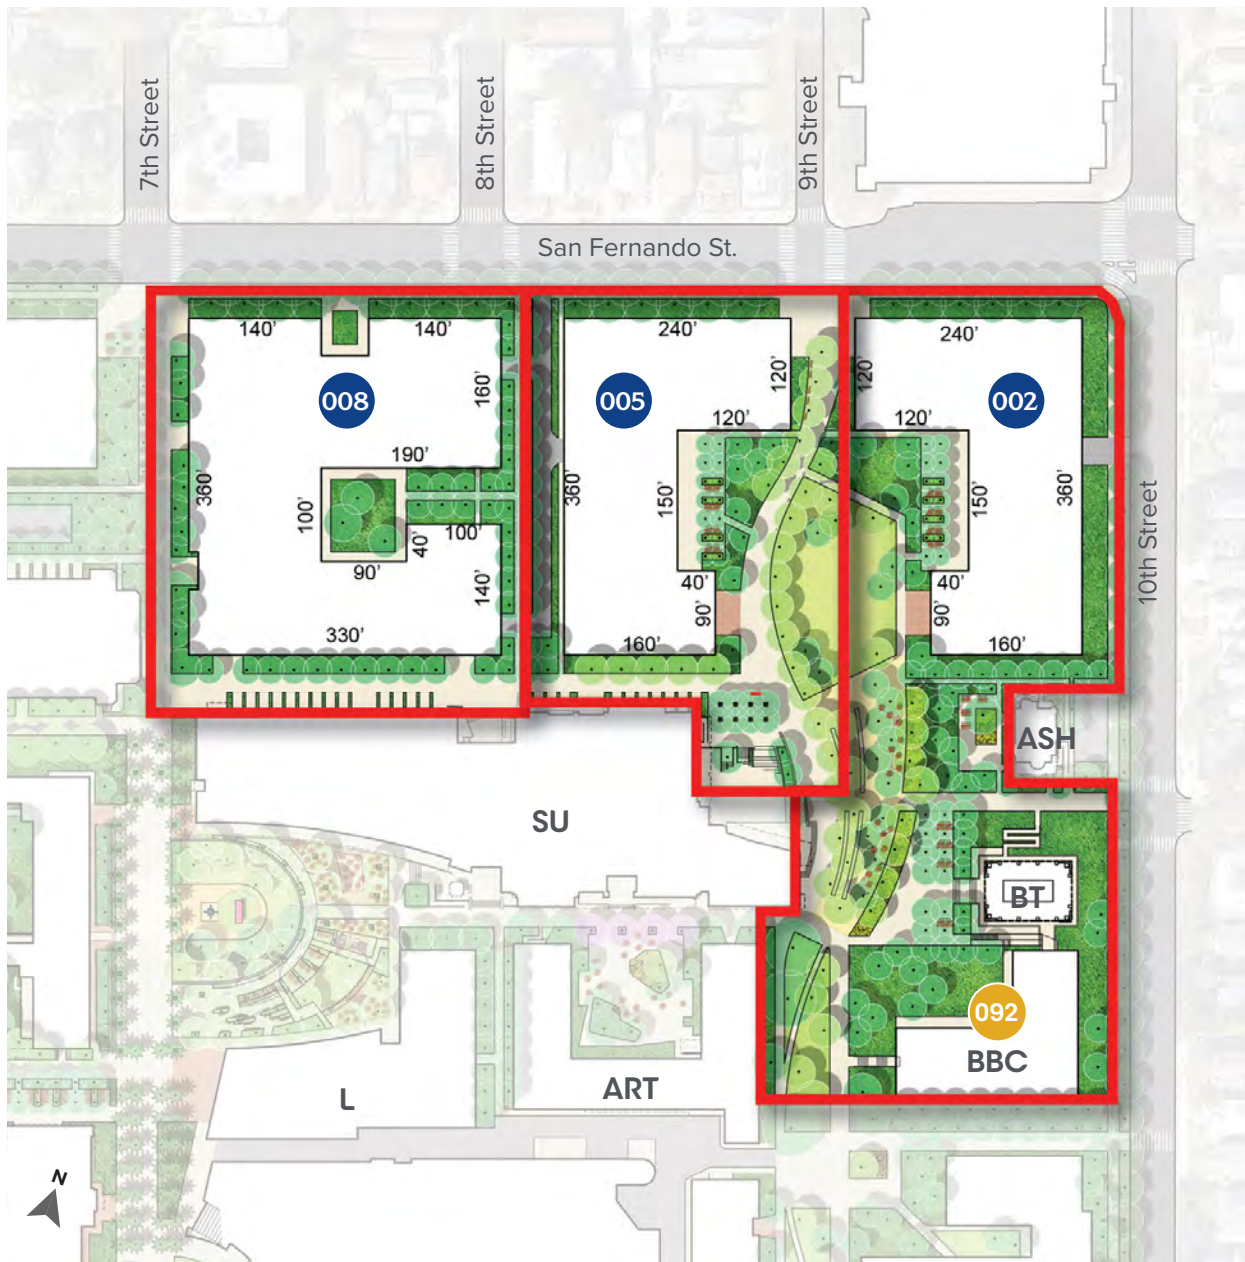 7th Street
8th Street
9th Street
San Fernando St.
10th Street
140'
140'
008
160'
360'
190'
100'
40'
100'
90'
140'
330'
240'
005
120'
120'
360'
150'
40'
90'
160'
240'
120'
002
120'
150'
360'
40'
90'
160'
ASH
SU
BT
092
BBC
ART
L
N